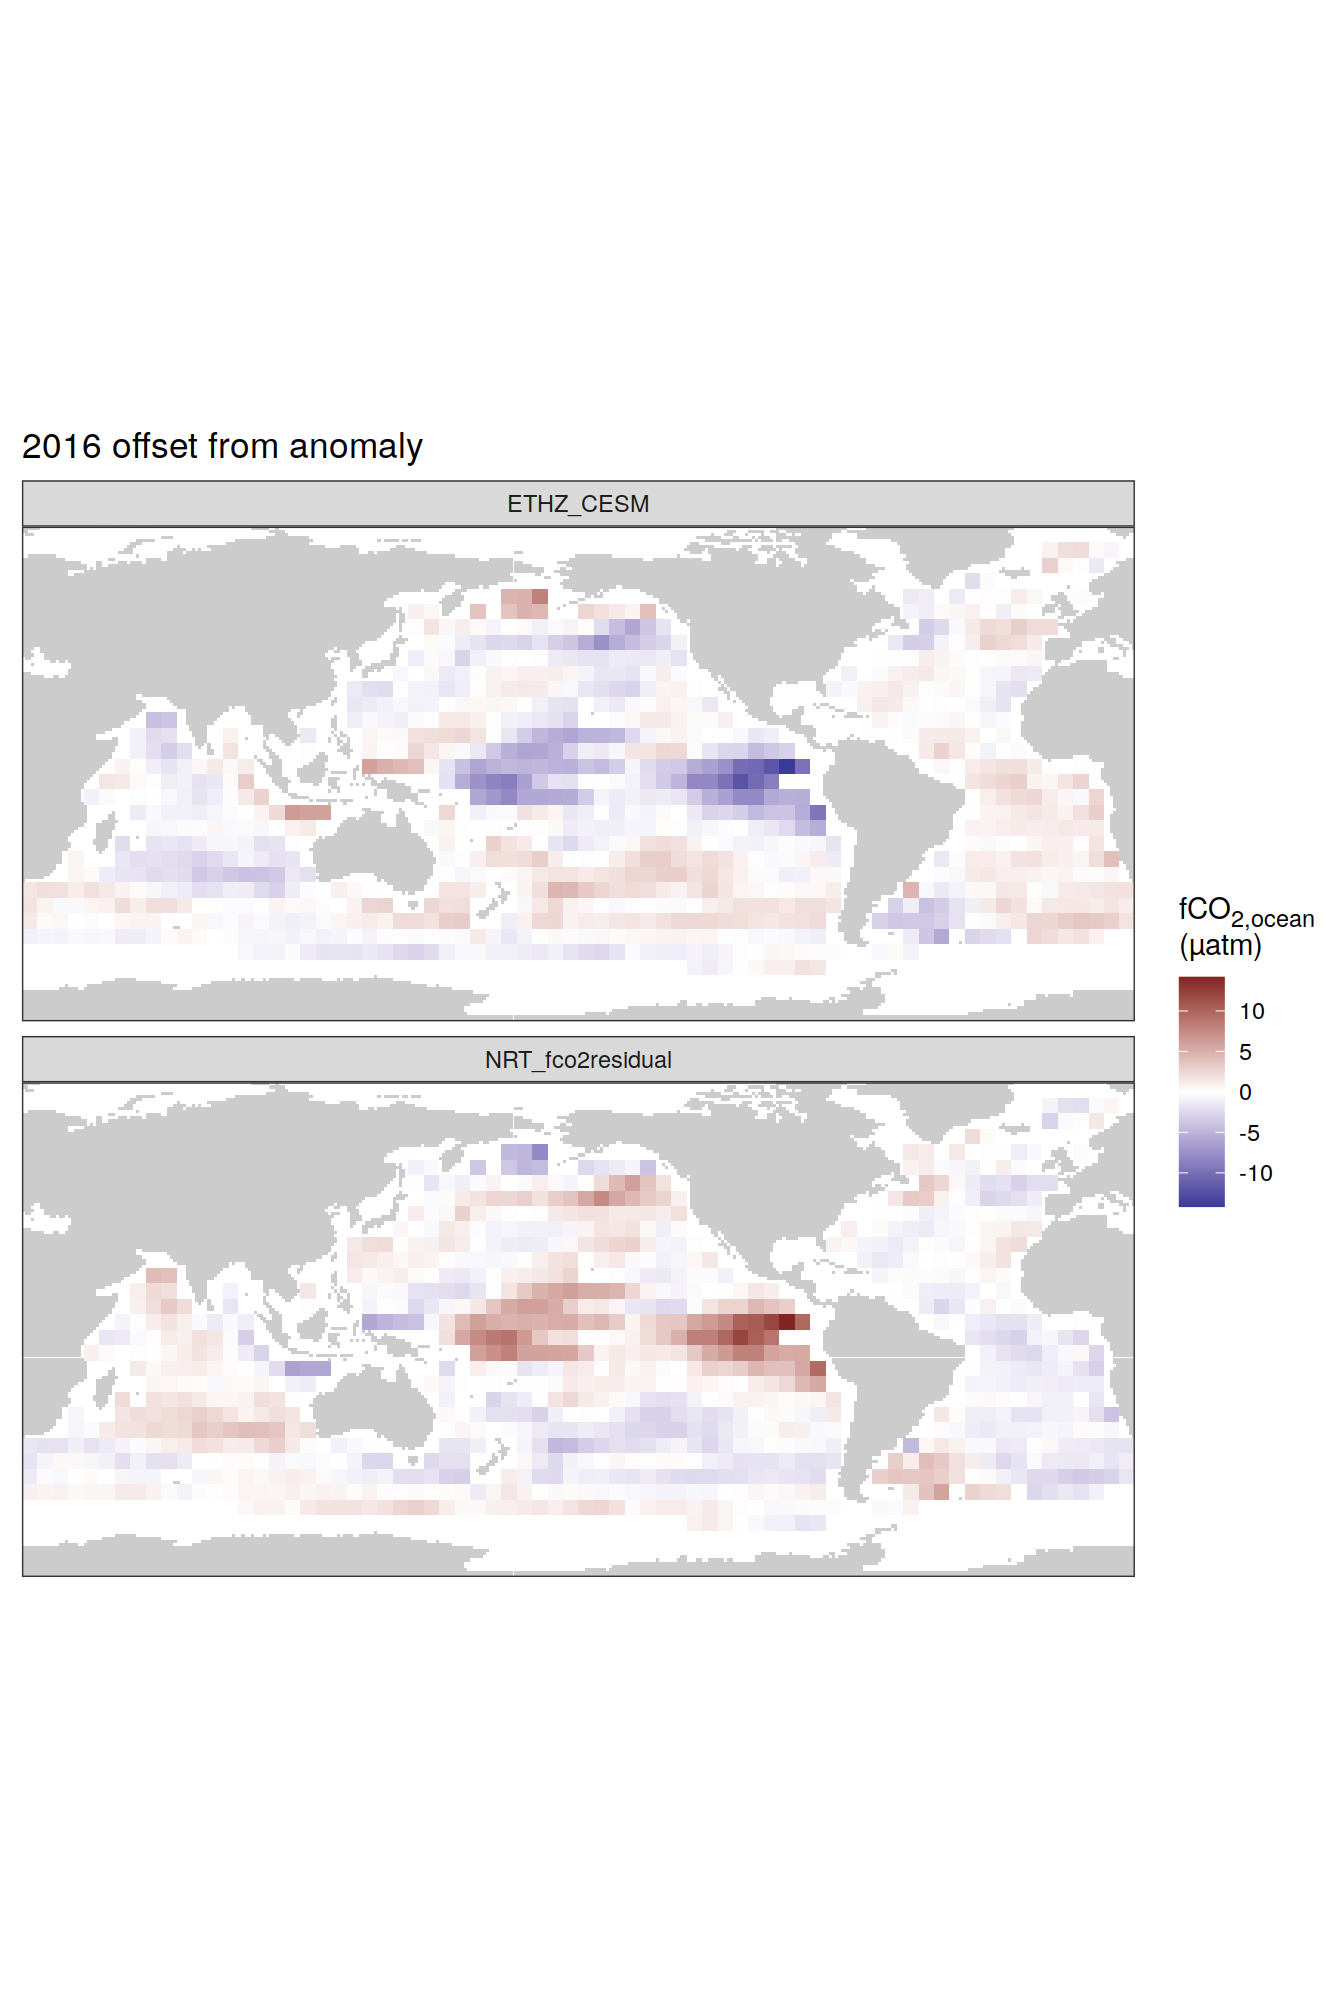 2016 offset from anomaly
ETHZ_CESM
NRT_fco2residual
fCO2,ocean
(µatm)
10
5
0
-5
-10